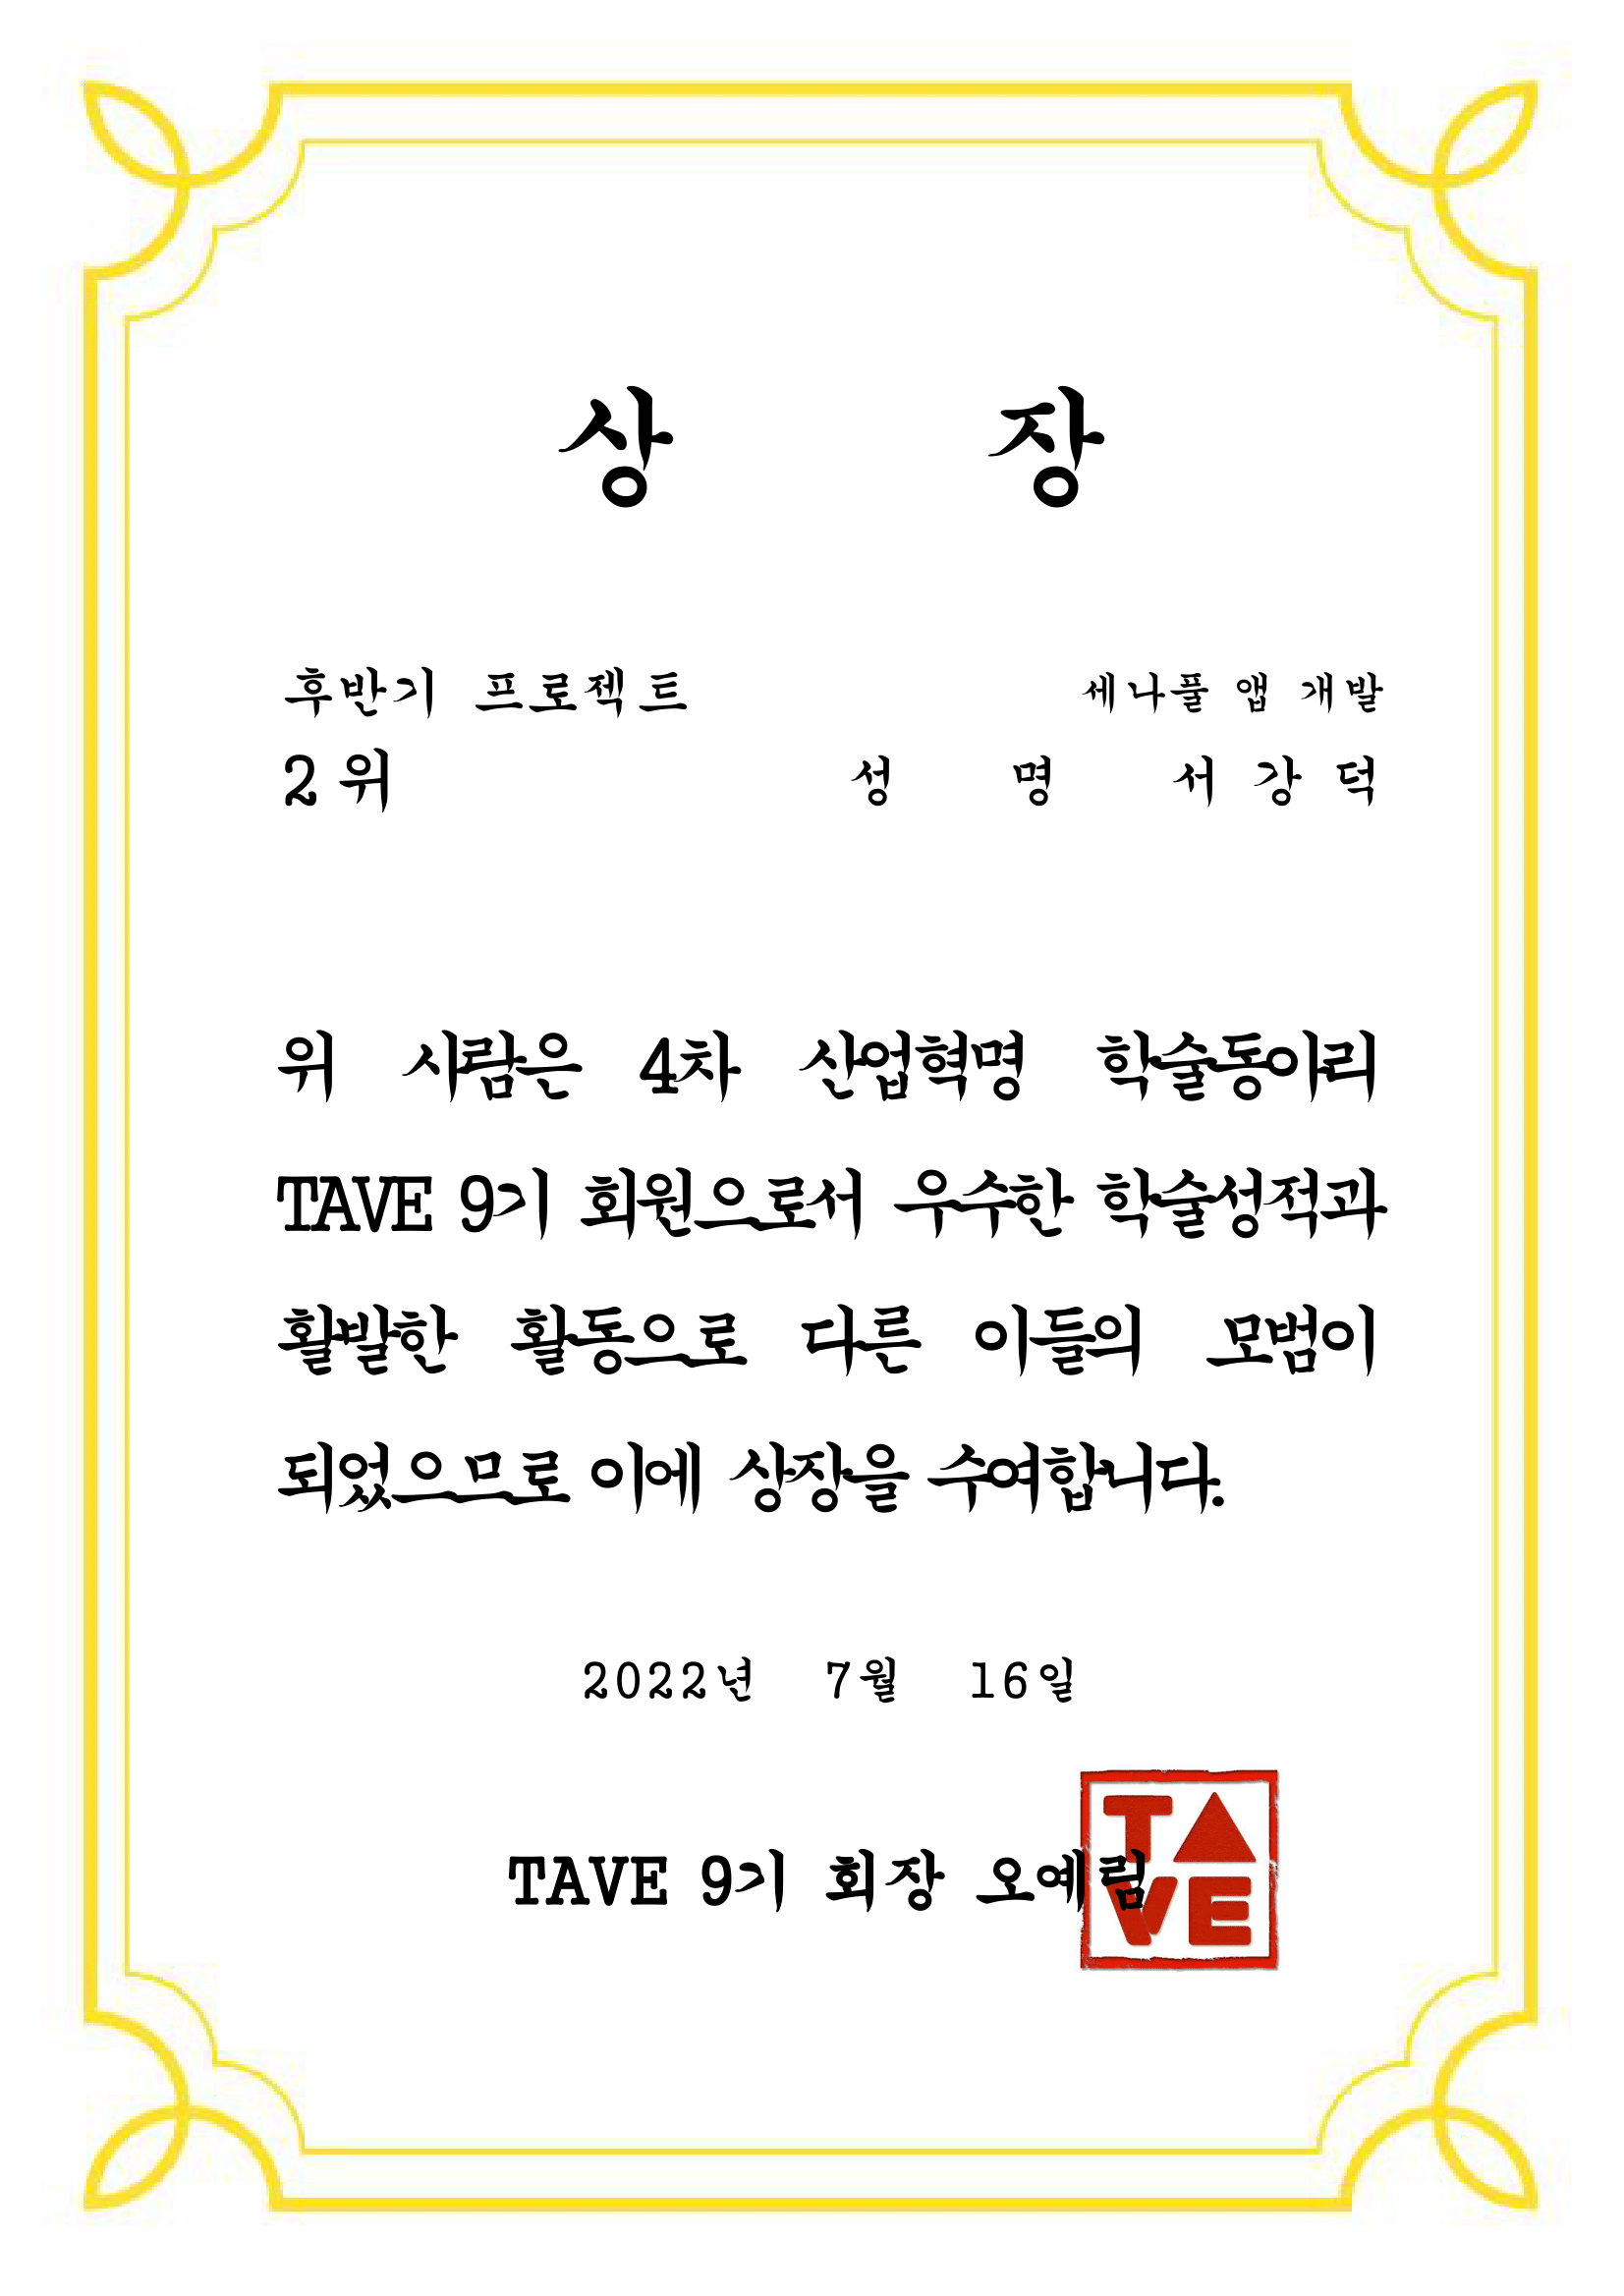 상 장
후반기 프로젝트 세나풀 앱 개발
2위 성 명 서 강 덕
위 사람은 4차 산업혁명 학술동아리
TAVE 9기 회원으로서 우수한 학술성적과
활발한 활동으로 다른 이들의 모범이
되었으므로 이에 상장을 수여합니다.
2022년 7월 16일
TAVE 9기 회장 오예림
TAVE